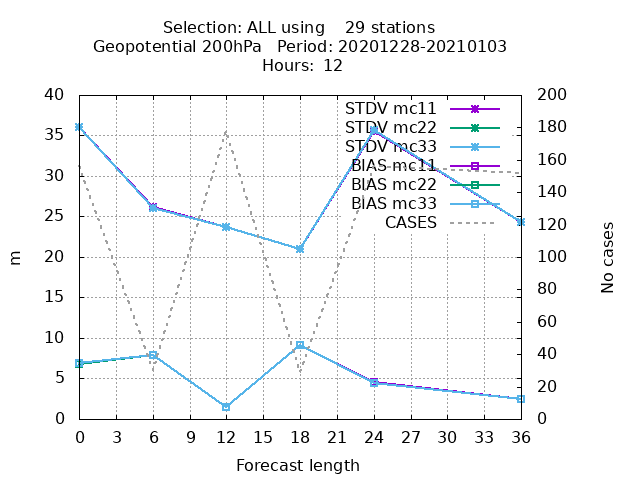 Selection: ALL using    29 stations
Geopotential 200hPa   Period: 20201228-20210103
Hours:  12
40
35
30
25
20
15
10
5
0
m
STDV mc11
STDV mc22
STDV mc33
BIAS mc11
BIAS mc22
BIAS mc33
CASES
200
180
160
140
120
100
80
60
40
20
0
No cases
0 3 6 9 12 15 18 21 24 27 30 33 36
Forecast length